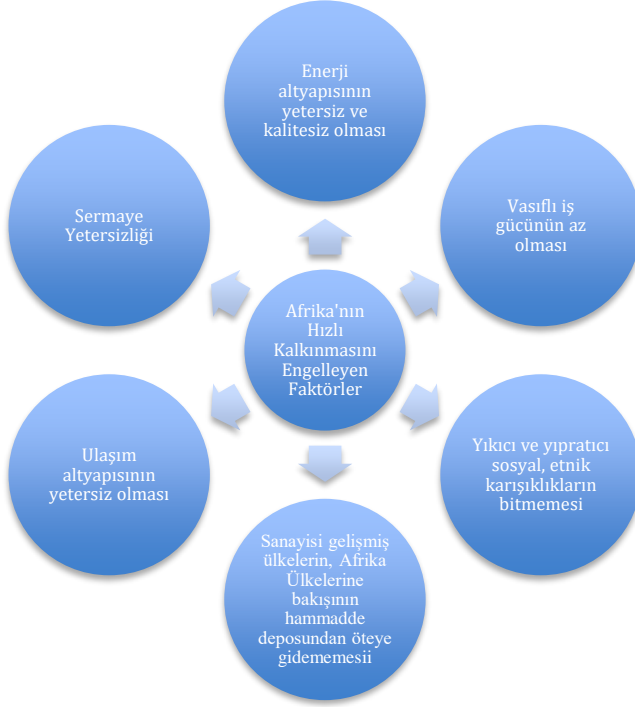 Enerji
altyapısının
yetersiz ve
kalitesiz olması
Vasıflı iş
gücünün az
olması
Yıkıcı ve yıpratıcı
sosyal, etnik
karışıklıkların
bitmemesi
Sanayisi gelişmiş
ülkelerin, Afrika
Ülkelerine
bakışının
hammadde
deposundan öteye
gidememesii
Ulaşım
altyapısının
yetersiz olması
Sermaye
Yetersizliği
Afrika'nın
Hızlı
Kalkınmasını
Engelleyen
Faktörler